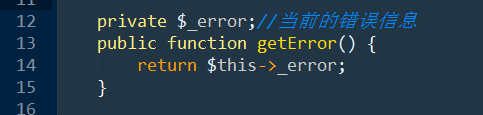 12 private $_error;//当前的错误信息
13 public function getError() {
14 return $this->_error;
15 }
16